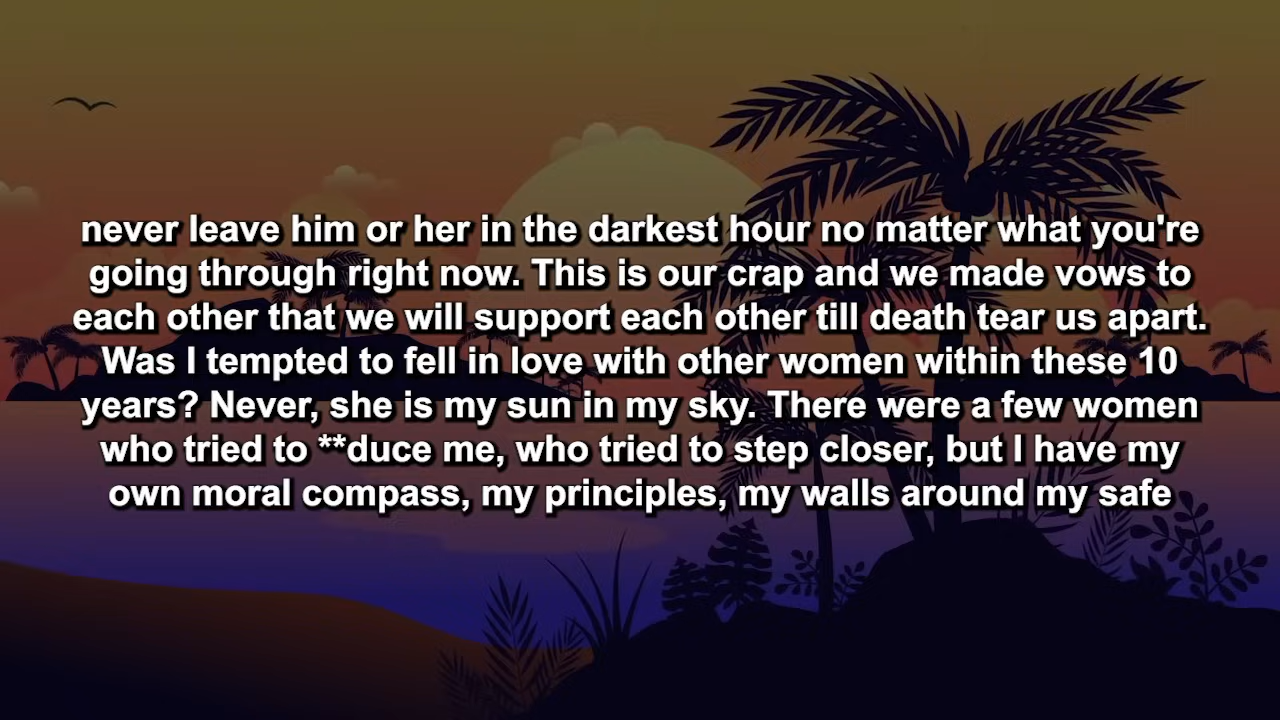 never leave him or her in the darkest hour no matter what you're
going through right now. This is our crap and we made vows to
each other that we will support each other till death tear us apart.
Was I tempted to fell in love with other women within these 10
years? Never, she is my sun in my sky. There were a few women
who tried to **duce me, who tried to step closer, but I have my
own moral compass, my principles, my walls around my safe